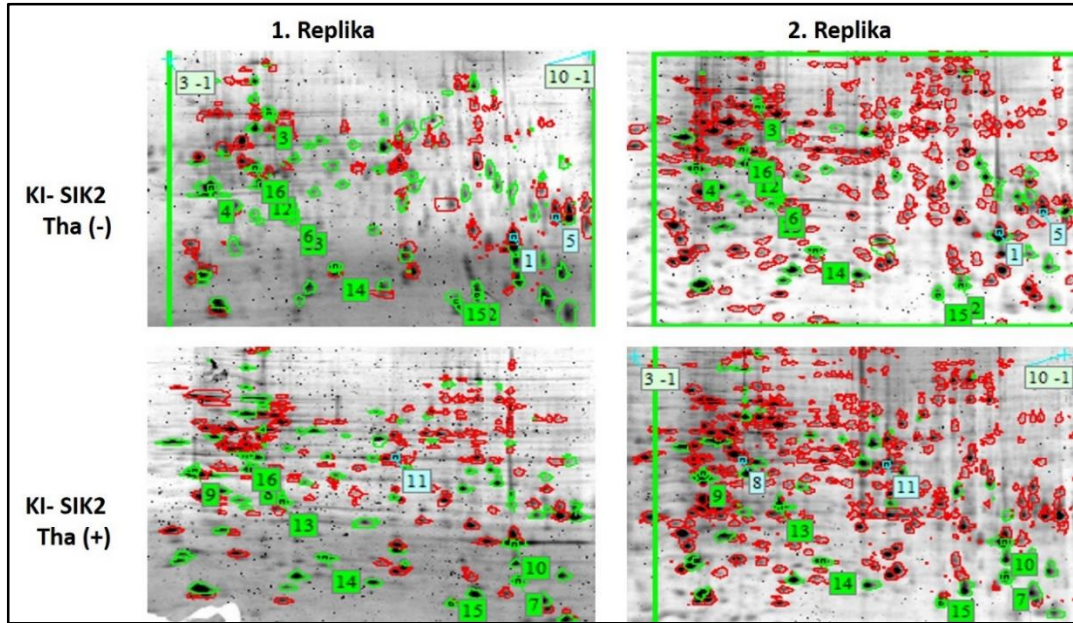 1. Replika 2. Replika
3 -1 10 -1
3 3
16 16
12 12
4 4
6 6
5 5
1 1
14 14
15 2 15 2
KI- SIK2
Tha (-)
3 -1 10 -1
16 11 8 11
9 9
13 13
10 10
14 14
7 7
15 15
KI- SIK2
Tha (+)